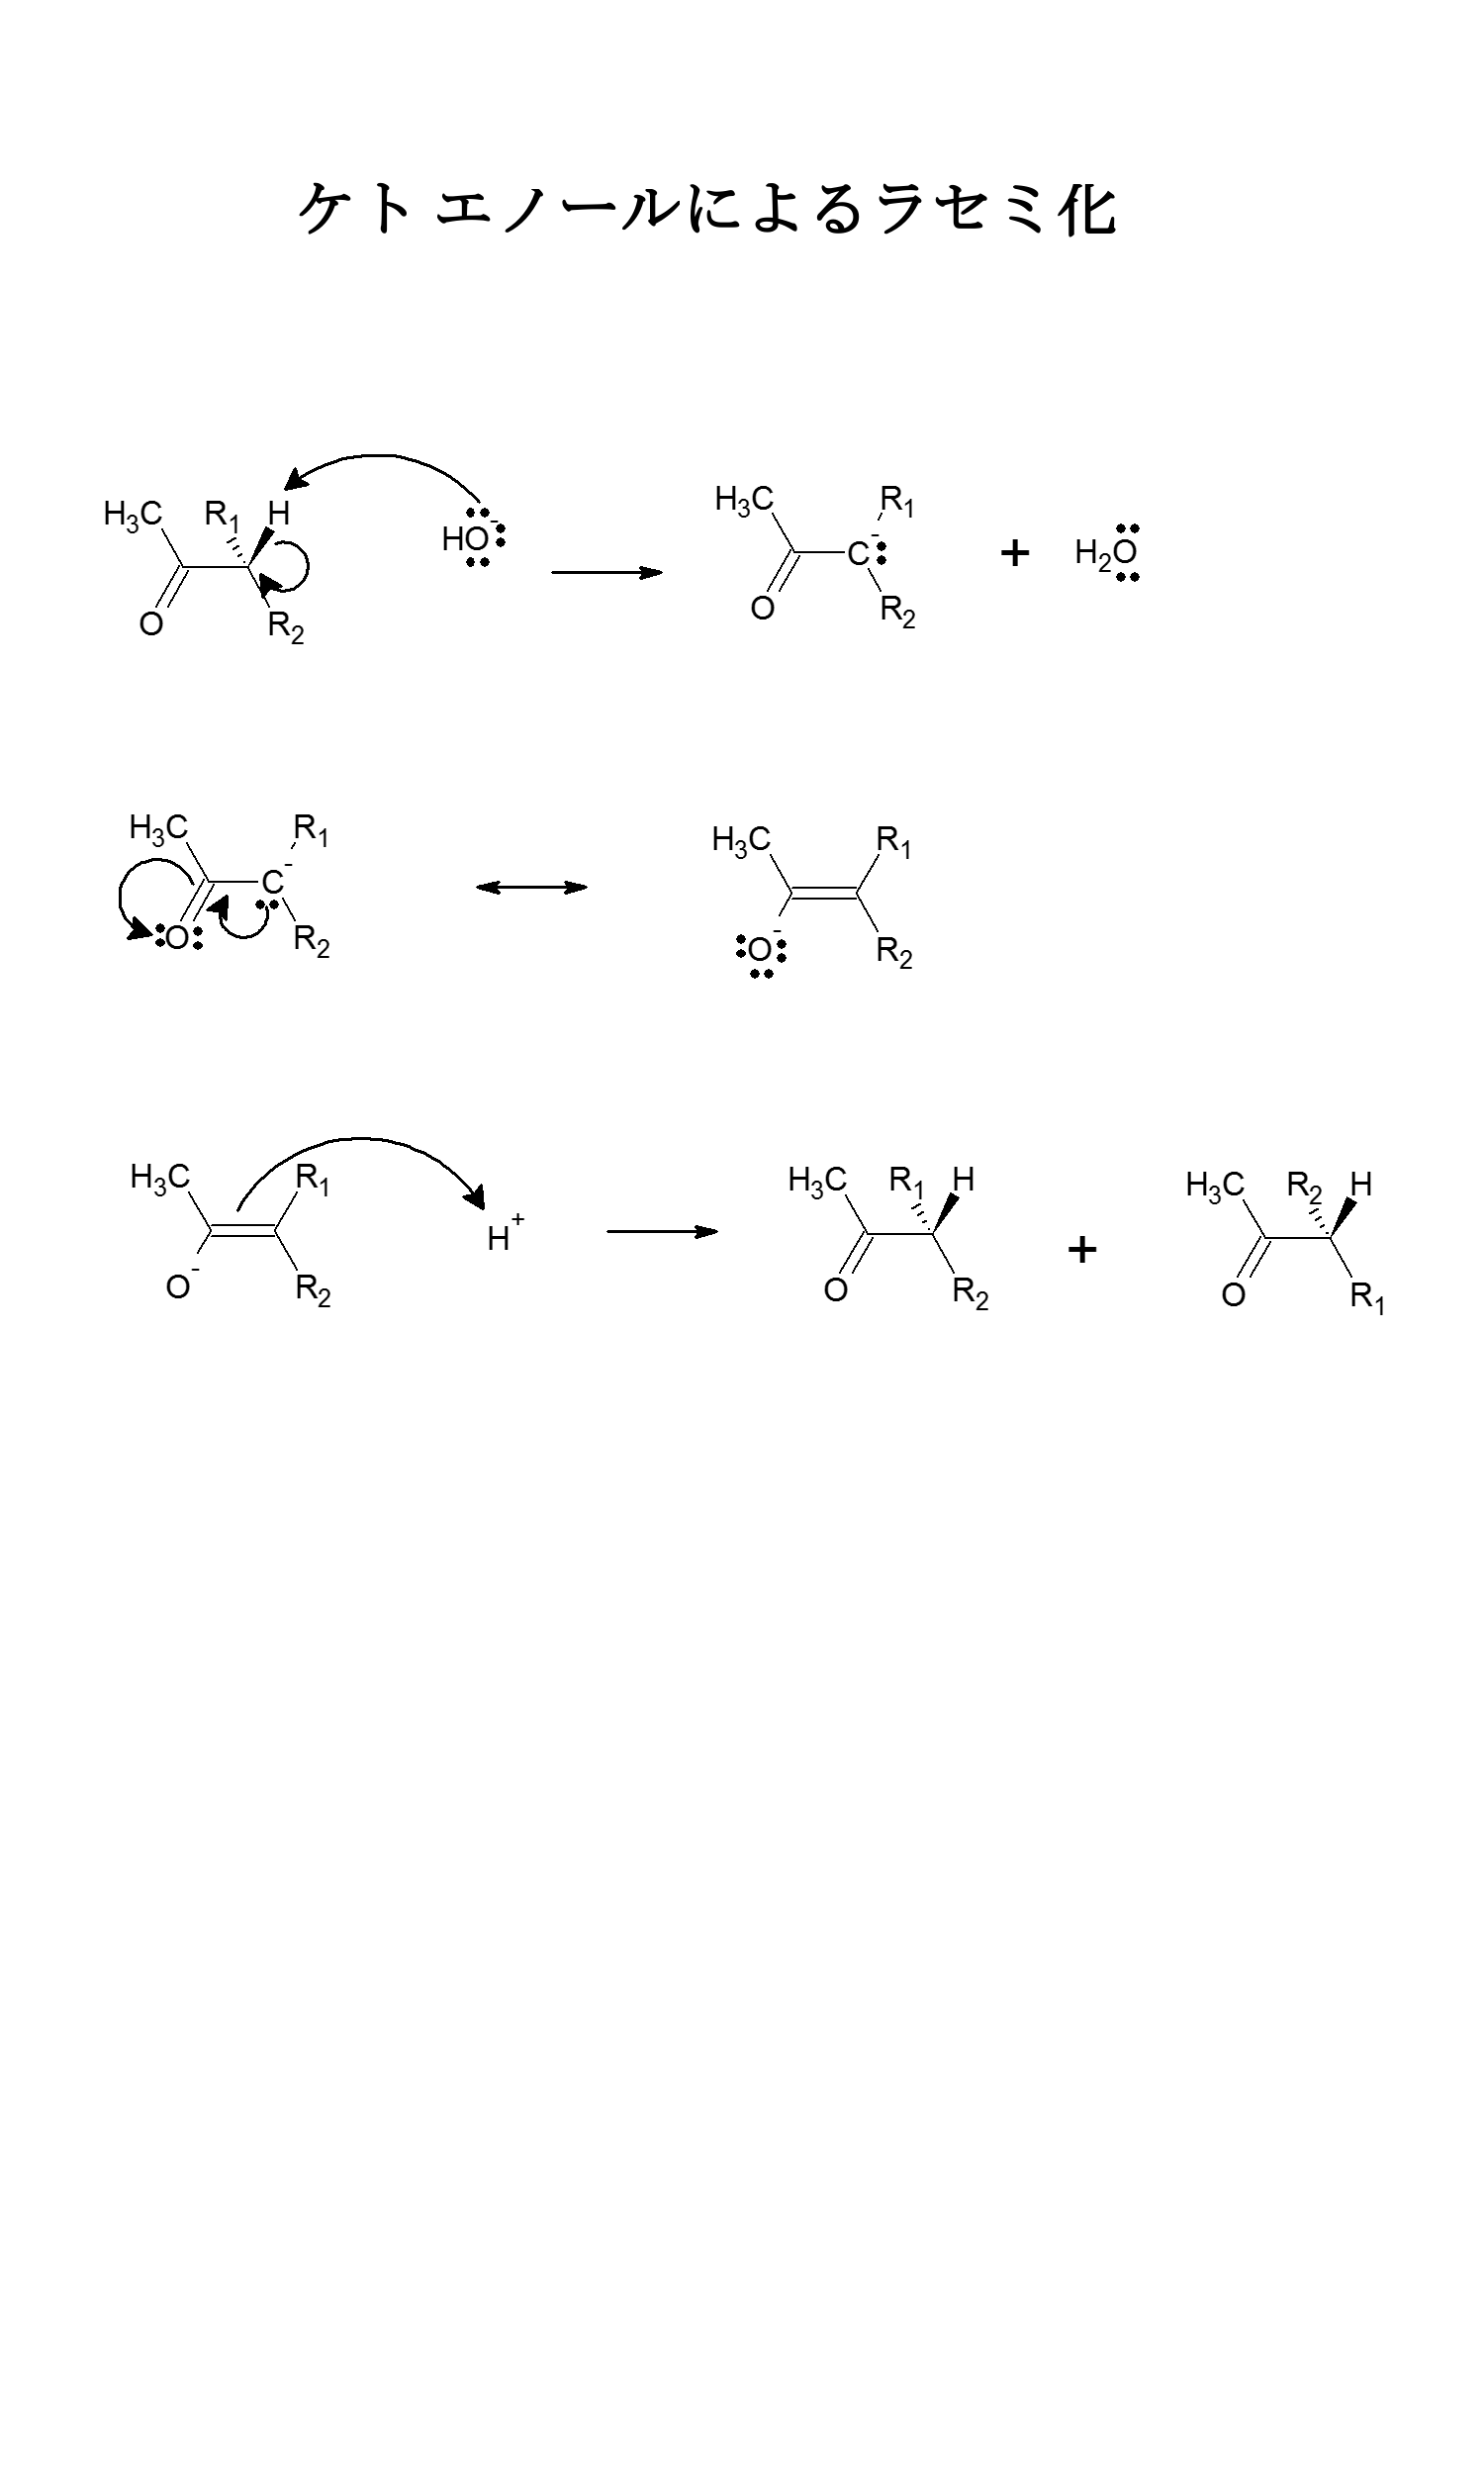 ケト エノールによるラセミ化
H3C R1 H HO- H3C R1 C- + H2O
O R2 O R2
H3C R1 C- H3C R1
O R2 O- R2
H3C R1 H+ H3C R1 H + H3C R2 H
O- R2 O R2 O R1